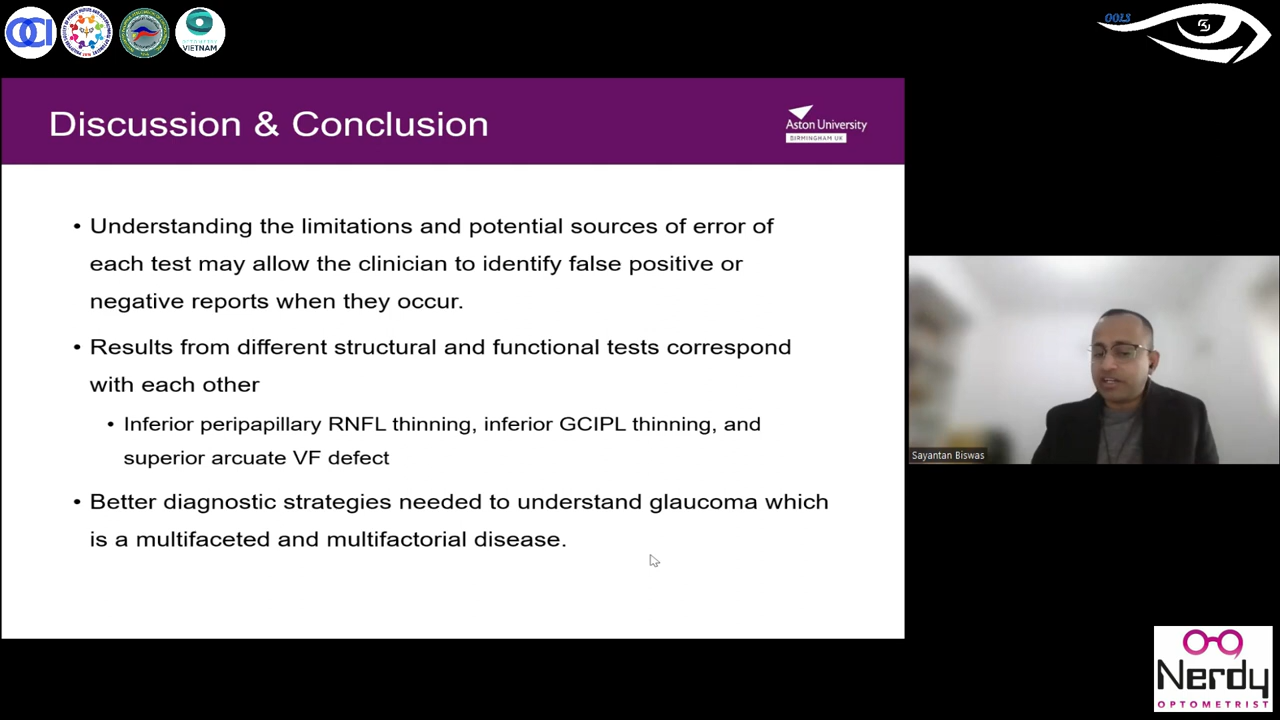 OCI
VIETNAM
OOLS
Discussion & Conclusion
Aston University
BIRMINGHAM UK
• Understanding the limitations and potential sources of error of
each test may allow the clinician to identify false positive or
negative reports when they occur.
• Results from different structural and functional tests correspond
with each other
• Inferior peripapillary RNFL thinning, inferior GCIPL thinning, and
superior arcuate VF defect
• Better diagnostic strategies needed to understand glaucoma which
is a multifaceted and multifactorial disease.
Sayantan Biswas
Nerdy
OPTOMETRIST